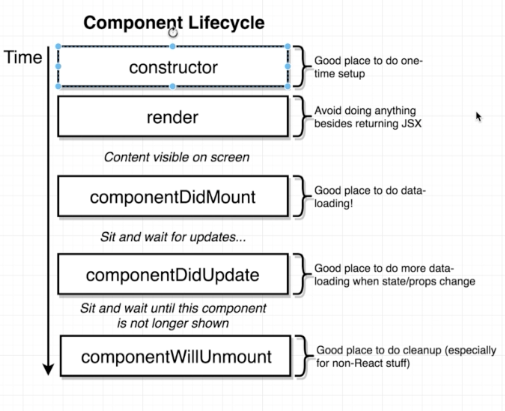 Component Lifecycle
Time
constructor
Good place to do one-
time setup
render
Avoid doing anything
besides returning JSX
Content visible on screen
componentDidMount
Good place to do data-
loading!
Sit and wait for updates...
componentDidUpdate
Good place to do more data-
loading when state/props change
Sit and wait until this component
is not longer shown
componentWillUnmount
Good place to do cleanup (especially
for non-React stuff)